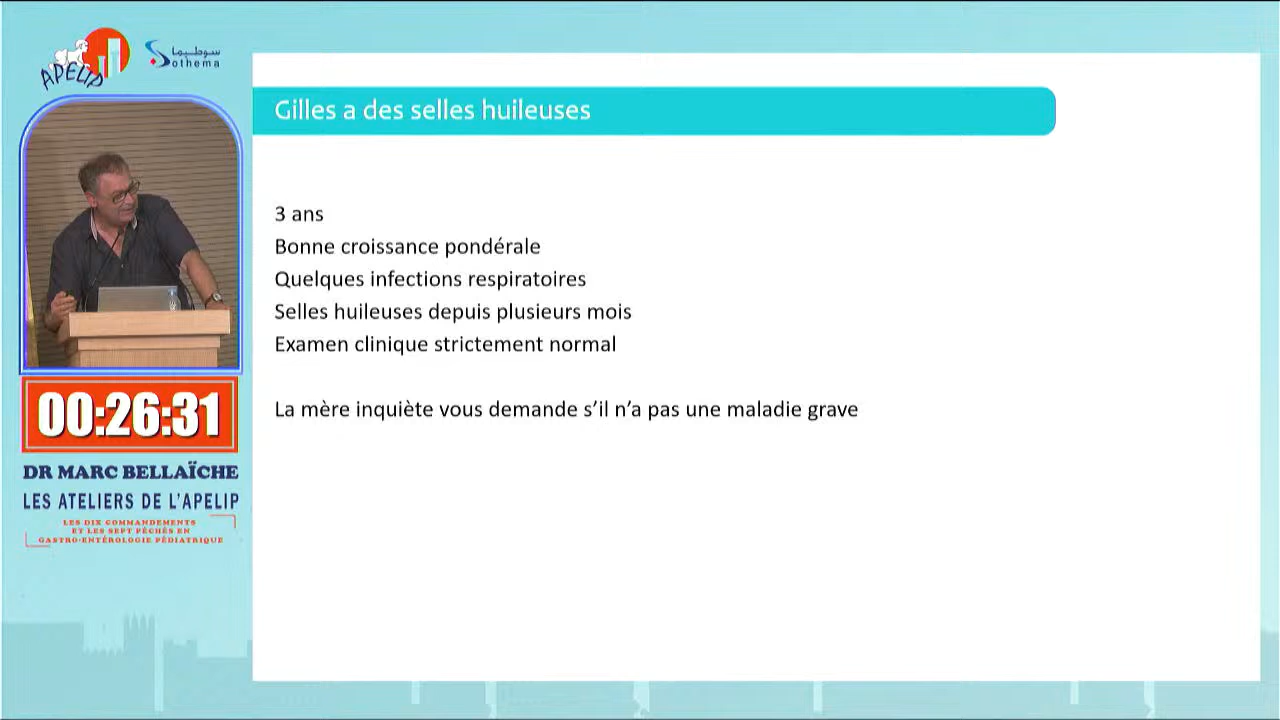 APELIP
سوطيما
Sothema
Gilles a des selles huileuses
3 ans
Bonne croissance pondérale
Quelques infections respiratoires
Selles huileuses depuis plusieurs mois
Examen clinique strictement normal
La mère inquiète vous demande s’il n’a pas une maladie grave
00:26:31
DR MARC BELLAÏCHE
LES ATELIERS DE L’APELIP
LES DIX COMMANDEMENTS
ET LES SEPT PÉCHÉS EN
GASTRO-ENTÉROLOGIE PÉDIATRIQUE